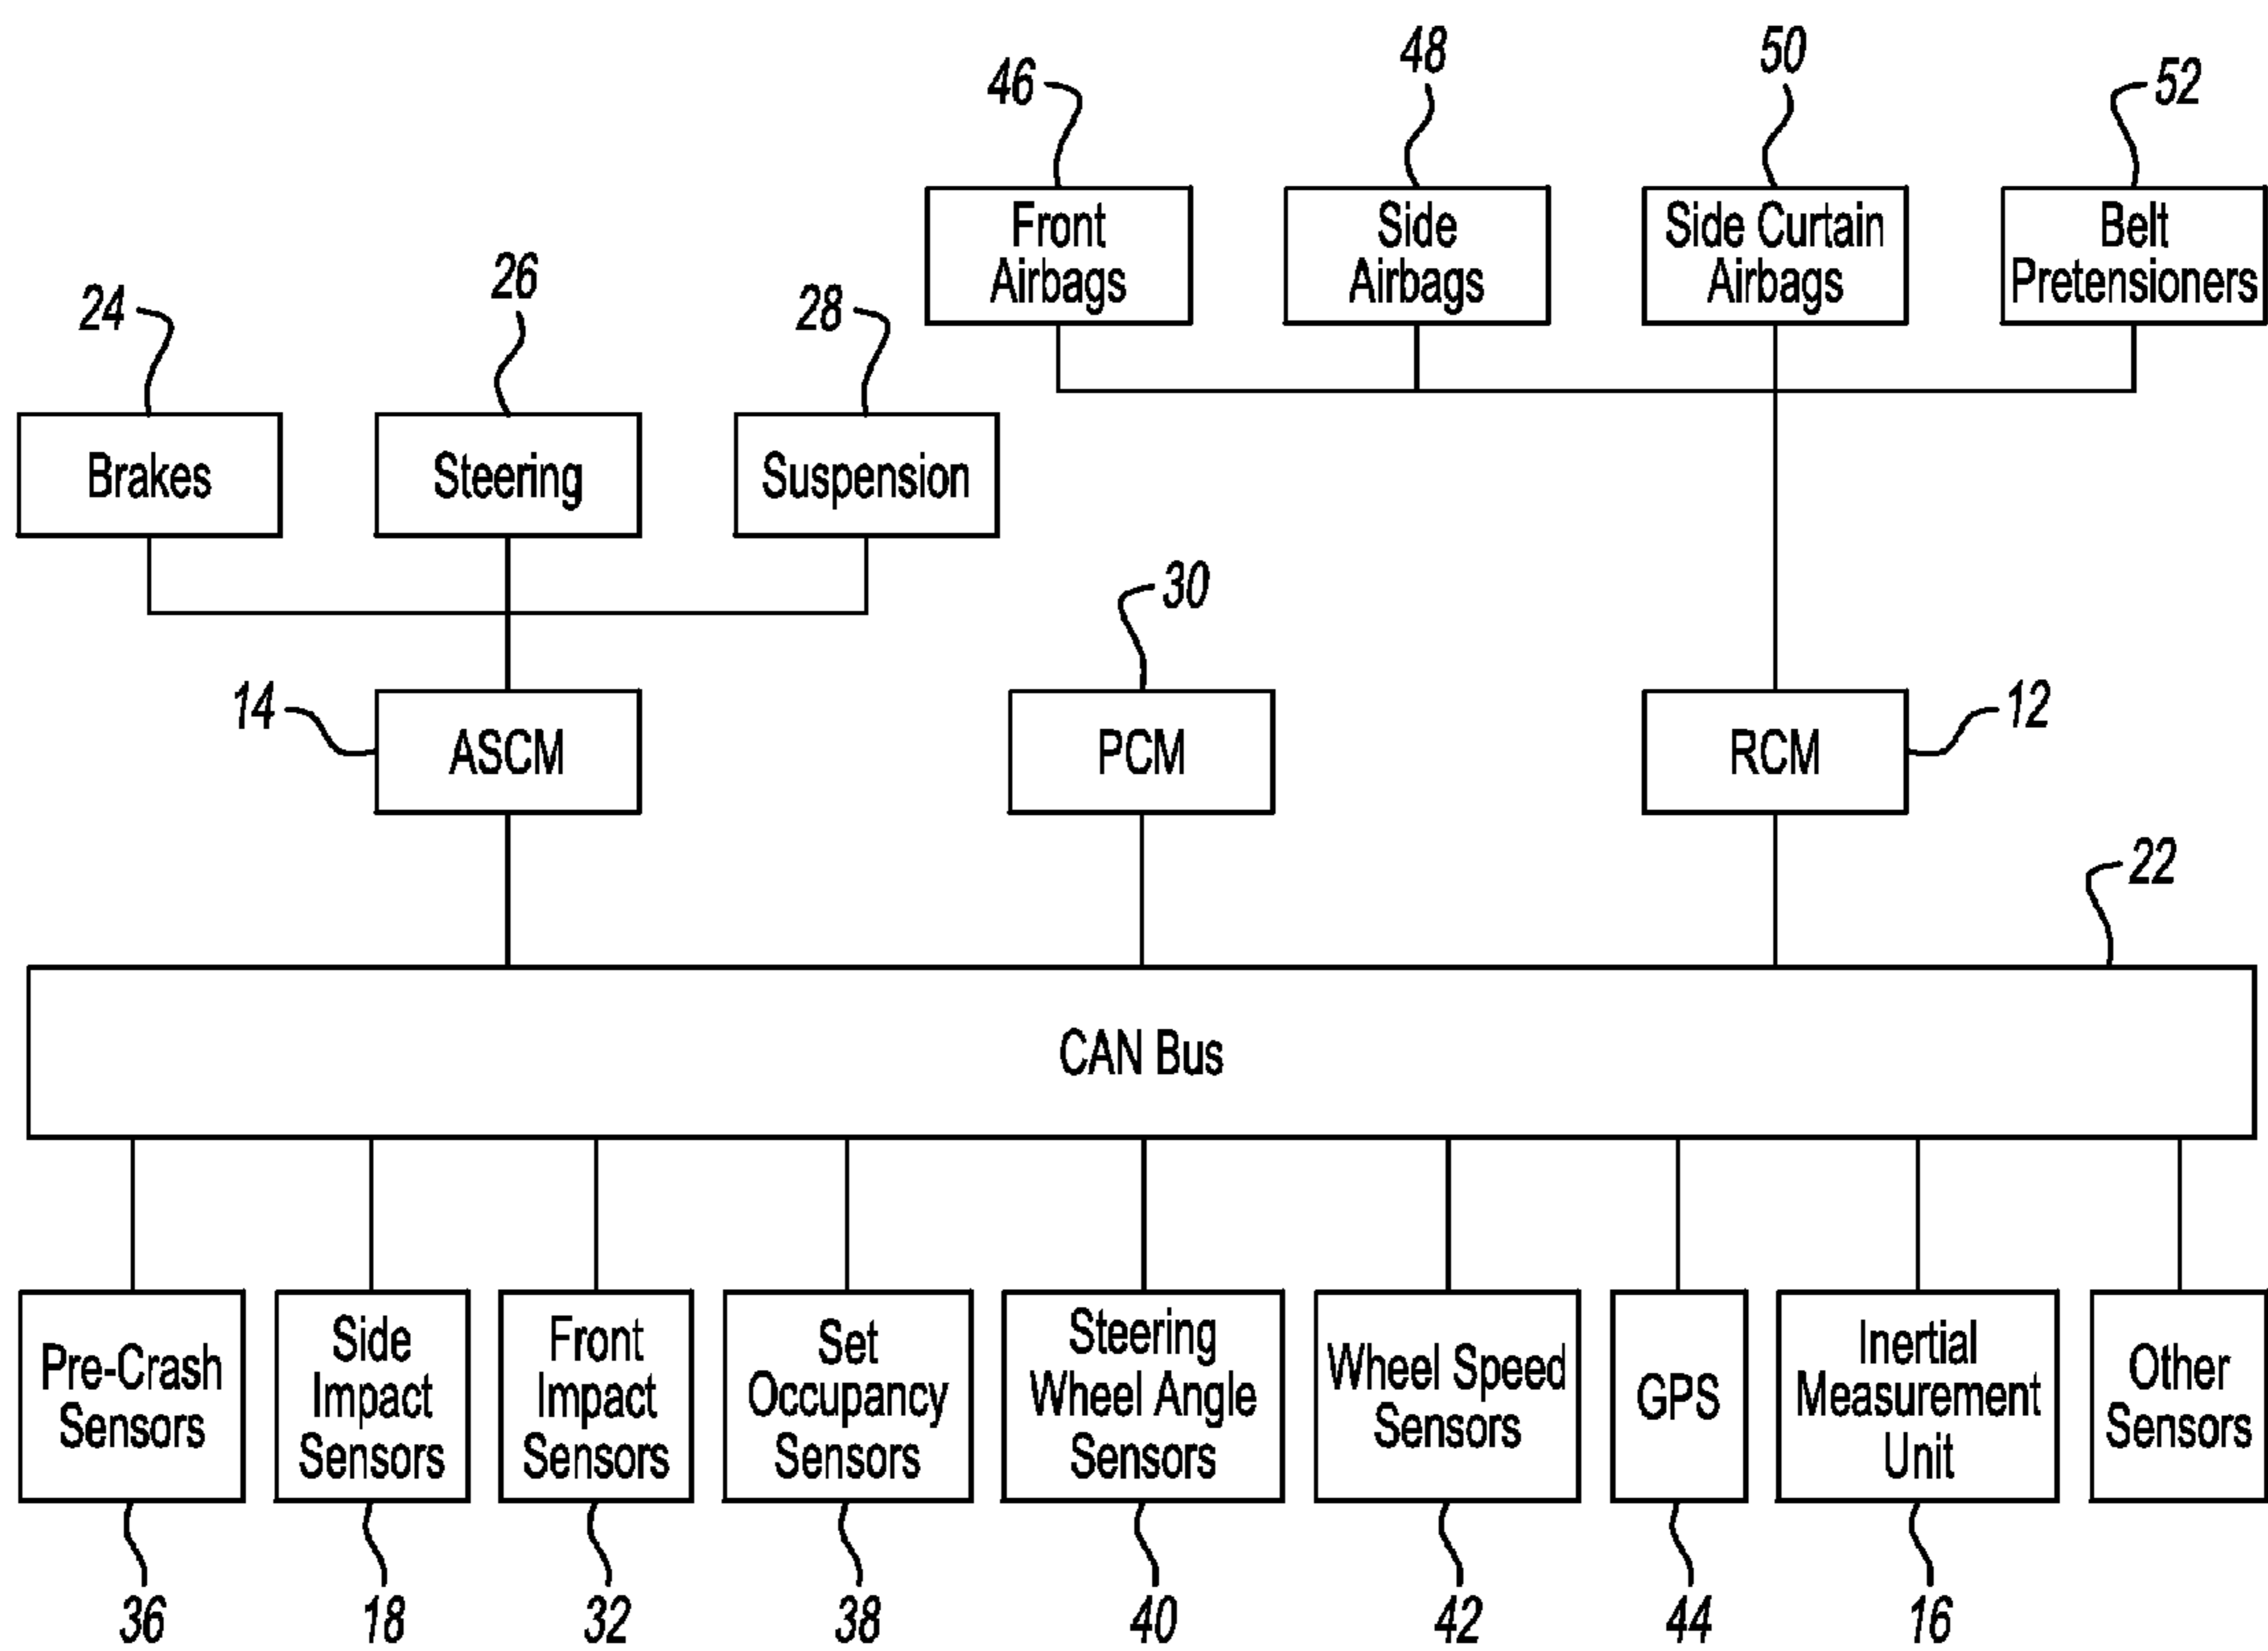 46
48
50
52
Front
Airbags
Side
Airbags
Side Curtain
Airbags
Belt
Pretensioners
24
26
28
Brakes
Steering
Suspension
30
14
ASCM
PCM
RCM
12
22
CAN Bus
Pre-Crash
Sensors
Side
Impact
Sensors
Front
Impact
Sensors
Set
Occupancy
Sensors
Steering
Wheel Angle
Sensors
Wheel Speed
Sensors
GPS
Inertial
Measurement
Unit
Other
Sensors
36
18
32
38
40
42
44
16